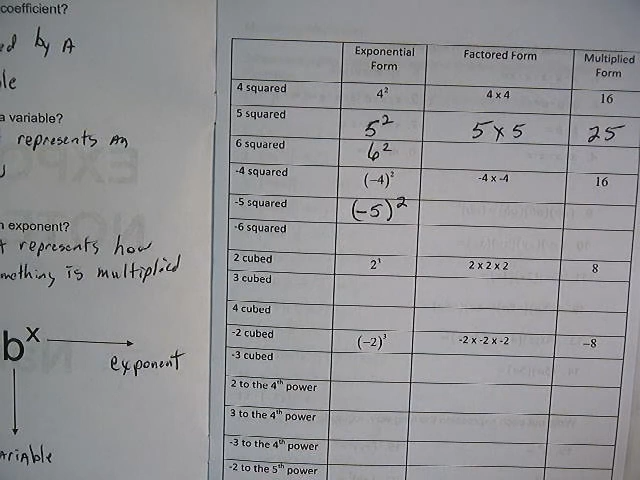 coefficient?
ed by A
le
a variable?
represents An
n exponent?
t represents how
mething is multiplied
b^x
exponent
Ariable
Exponential Form	Factored Form	Multiplied Form
4 squared	4²	4 x 4	16
5 squared	5²	5 x 5	25
6 squared	6²
-4 squared	(-4)²	-4 x -4	16
-5 squared	(-5)²
-6 squared
2 cubed	2³	2 x 2 x 2	8
3 cubed
4 cubed
-2 cubed	(-2)³	-2 x -2 x -2	-8
-3 cubed
2 to the 4th power
3 to the 4th power
-3 to the 4th power
-2 to the 5th power